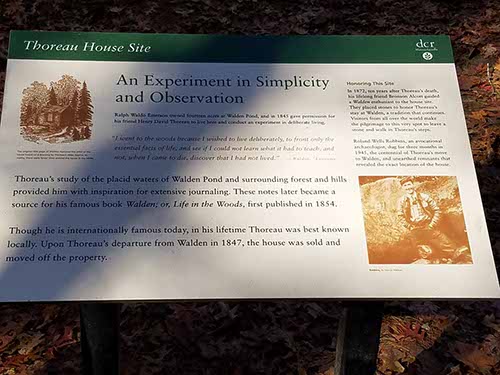 Thoreau House Site
dcr
Massachusetts
An Experiment in Simplicity
and Observation
Ralph Waldo Emerson owned fourteen acres at Walden Pond, and in 1845 gave permission for
his friend Henry David Thoreau to live here and conduct an experiment in deliberate living.
"I went to the woods because I wished to live deliberately, to front only the
essential facts of life, and see if I could not learn what it had to teach, and
not, when I came to die, discover that I had not lived."
Thoreau's study of the placid waters of Walden Pond and surrounding forest and hills
provided him with inspiration for extensive journaling. These notes later became a
source for his famous book Walden; or, Life in the Woods, first published in 1854.
Though he is internationally famous today, in his lifetime Thoreau was best known
locally. Upon Thoreau's departure from Walden in 1847, the house was sold and
moved off the property.
Honoring This Site
In 1872, ten years after Thoreau's death,
his lifelong friend Bronson Alcott guided
a Walden enthusiast to the house site.
They placed stones to honor Thoreau's
stay at Walden, a tradition that continues.
Visitors from all over the world make
the pilgrimage to this very spot to leave a
stone and walk in Thoreau's steps.
Roland Wells Robbins, an avocational
archaeologist, dug for three months in
1945, the centennial of Thoreau's move
to Walden, and unearthed remnants that
revealed the exact location of the house.